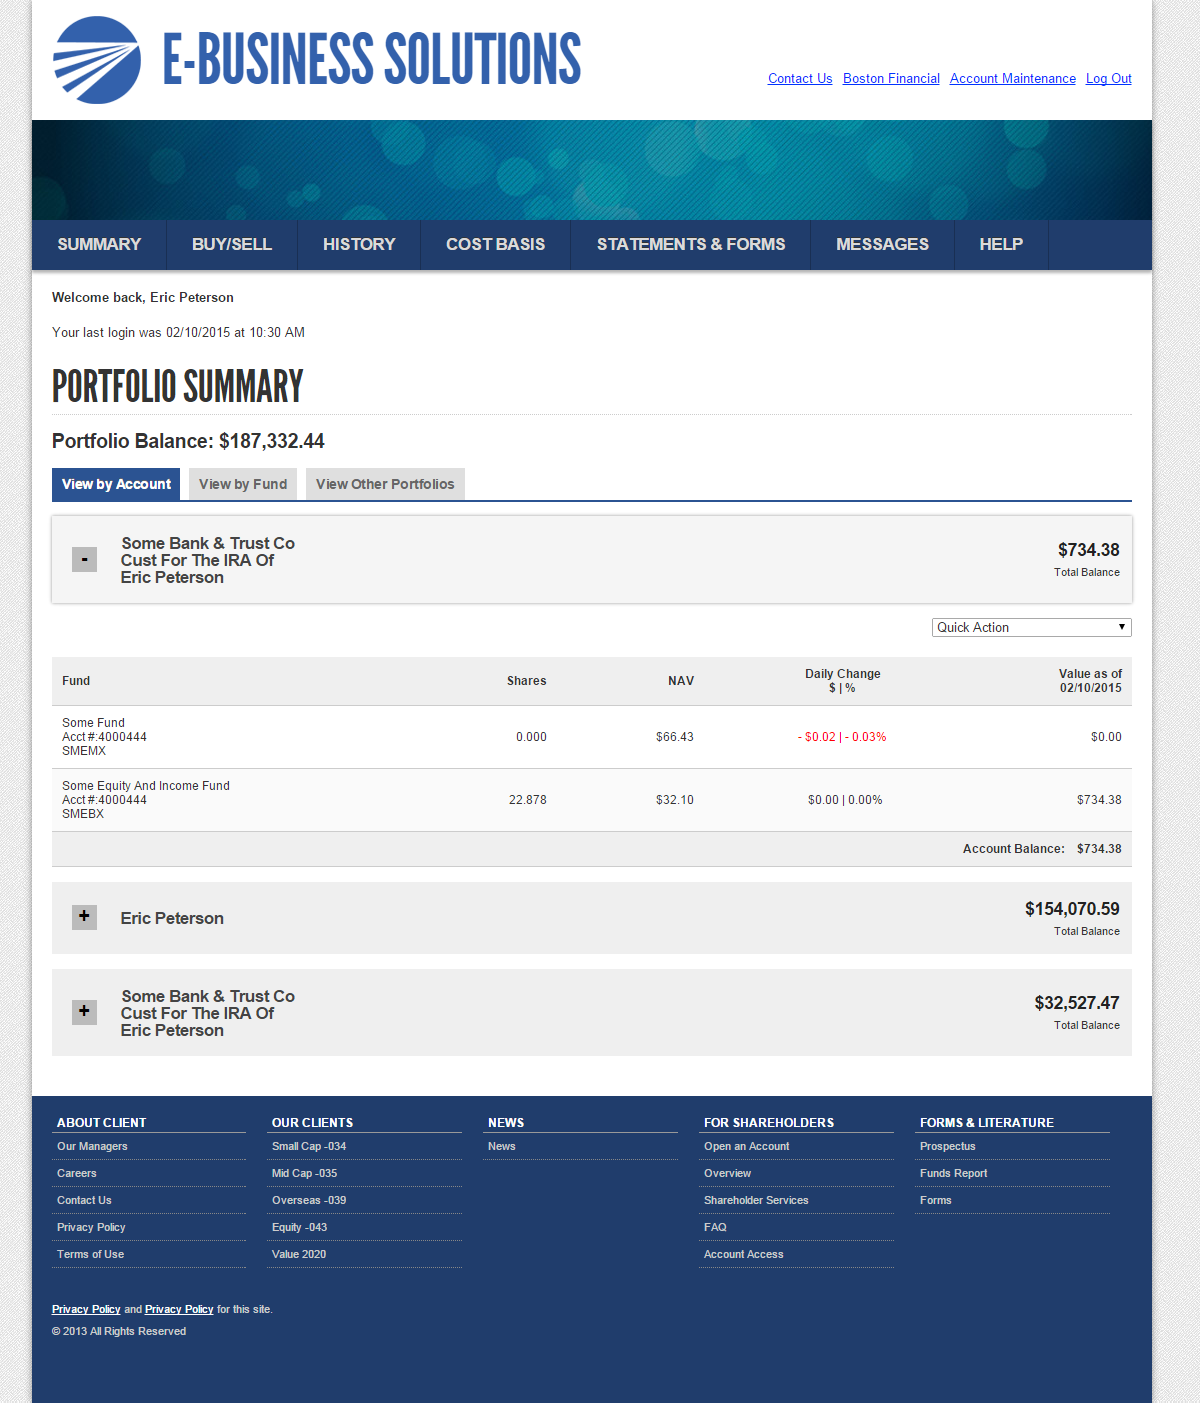 E-BUSINESS SOLUTIONS
Contact Us Boston Financial Account Maintenance Log Out
SUMMARY BUY/SELL HISTORY COST BASIS STATEMENTS & FORMS MESSAGES HELP
Welcome back, Eric Peterson
Your last login was 02/10/2015 at 10:30 AM
PORTFOLIO SUMMARY
Portfolio Balance: $187,332.44
View by Account View by Fund View Other Portfolios
- Some Bank & Trust Co
Cust For The IRA Of
Eric Peterson
$734.38
Total Balance
Quick Action
Fund Shares NAV Daily Change
$ | % Value as of
02/10/2015
Some Fund
Acct #:4000444 0.000 $66.43 - $0.02 | - 0.03% $0.00
SMEMX
Some Equity And Income Fund
Acct #:4000444 22.878 $32.10 $0.00 | 0.00% $734.38
SMEBX
Account Balance: $734.38
+ Eric Peterson
$154,070.59
Total Balance
+ Some Bank & Trust Co
Cust For The IRA Of
Eric Peterson
$32,527.47
Total Balance
ABOUT CLIENT
Our Managers
Careers
Contact Us
Privacy Policy
Terms of Use
OUR CLIENTS
Small Cap -034
Mid Cap -035
Overseas -039
Equity -043
Value 2020
NEWS
News
FOR SHAREHOLDERS
Open an Account
Overview
Shareholder Services
FAQ
Account Access
FORMS & LITERATURE
Prospectus
Funds Report
Forms
Privacy Policy and Privacy Policy for this site.
© 2013 All Rights Reserved